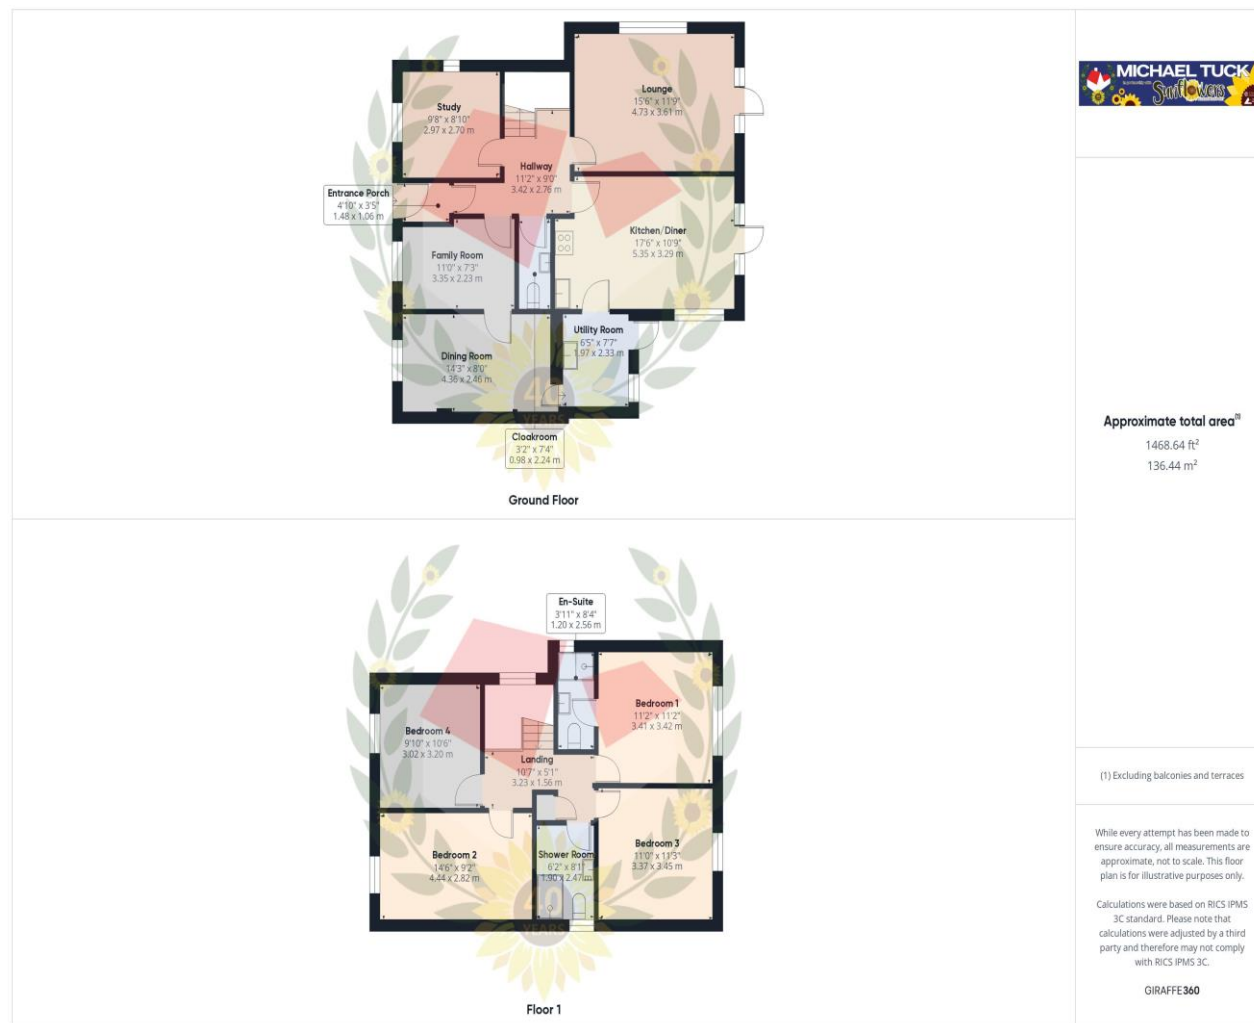 Lounge
15'6" x 11'9"
4.73 x 3.61 m
Study
9'8" x 8'10"
2.97 x 2.70 m
Hallway
11'2" x 9'0"
3.42 x 2.76 m
Entrance Porch
4'10" x 3'5"
1.48 x 1.06 m
Kitchen/Diner
17'6" x 10'9"
5.35 x 3.29 m
Family Room
11'0" x 7'3"
3.35 x 2.23 m
Utility Room
6'5" x 7'7"
1.97 x 2.33 m
Dining Room
14'3" x 8'0"
4.36 x 2.46 m
40
YEARS
Cloakroom
3'2" x 7'4"
0.98 x 2.24 m
Ground Floor
En-Suite
3'11" x 8'4"
1.20 x 2.56 m
Bedroom 1
11'2" x 11'2"
3.41 x 3.42 m
Bedroom 4
9'10" x 10'6"
3.02 x 3.20 m
Landing
10'7" x 5'1"
3.23 x 1.56 m
Bedroom 3
11'0" x 11'3"
3.37 x 3.45 m
Bedroom 2
14'6" x 9'2"
4.44 x 2.82 m
Shower Room
6'2" x 8'1"
1.90 x 2.47 m
40
YEARS
Floor 1
MICHAEL TUCK
Sunflowers
Approximate total area(1)
1468.64 ft²
136.44 m²
(1) Excluding balconies and terraces
While every attempt has been made to
ensure accuracy, all measurements are
approximate, not to scale. This floor
plan is for illustrative purposes only.
Calculations were based on RICS IPMS
3C standard. Please note that
calculations were adjusted by a third
party and therefore may not comply
with RICS IPMS 3C.
GIRAFFE360